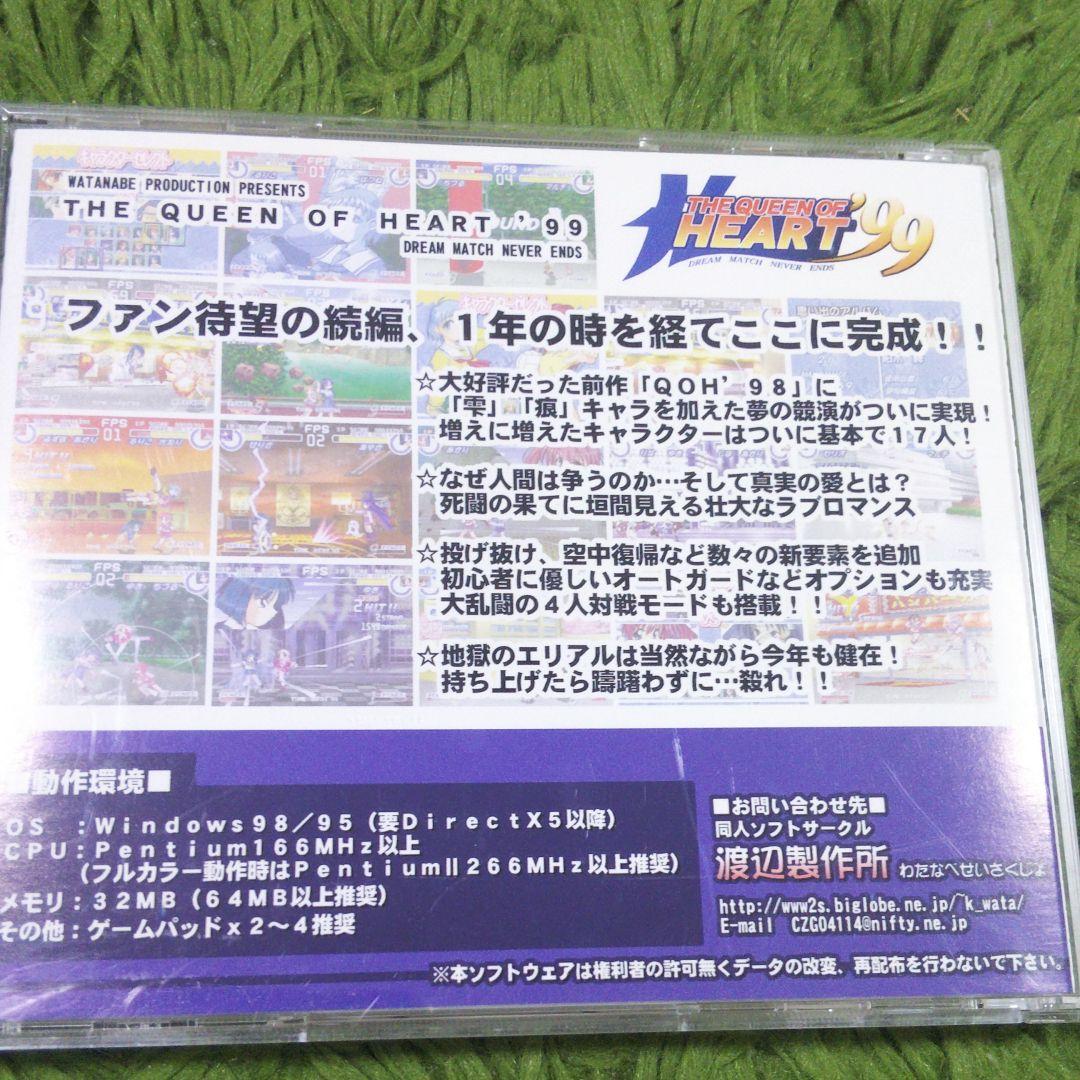 WATANABE PRODUCTION PRESENTS
THE QUEEN OF HEART '99
DREAM MATCH NEVER ENDS
THE QUEEN OF
HEART '99
DREAM MATCH NEVER ENDS
ファン待望の続編、1年の時を経てここに完成！！
☆大好評だった前作「QOH'98」に
「雫」「痕」キャラを加えた夢の競演がついに実現！
増えに増えたキャラクターはついに基本で17人！
☆なぜ人間は争うのか…そして真実の愛とは？
死闘の果てに垣間見える壮大なラブロマンス
☆投げ抜け、空中復帰など数々の新要素を追加
初心者に優しいオートガードなどオプションも充実
大乱闘の4人対戦モードも搭載！！
☆地獄のエリアルは当然ながら今年も健在！
持ち上げたら躊躇わずに…殺れ！！
■動作環境■
OS ：Windows98／95（要DirectX5以降）
CPU：Pentium166MHz以上
（フルカラー動作時はPentiumⅡ266MHz以上推奨）
メモリ：32MB（64MB以上推奨）
その他：ゲームパッドx2〜4推奨
■お問い合わせ先■
同人ソフトサークル
渡辺製作所 わたなべせいさくじょ
http://www2s.biglobe.ne.jp/~k_wata/
E-mail CZG04114@nifty.ne.jp
※本ソフトウェアは権利者の許可無くデータの改変、再配布を行わないで下さい。